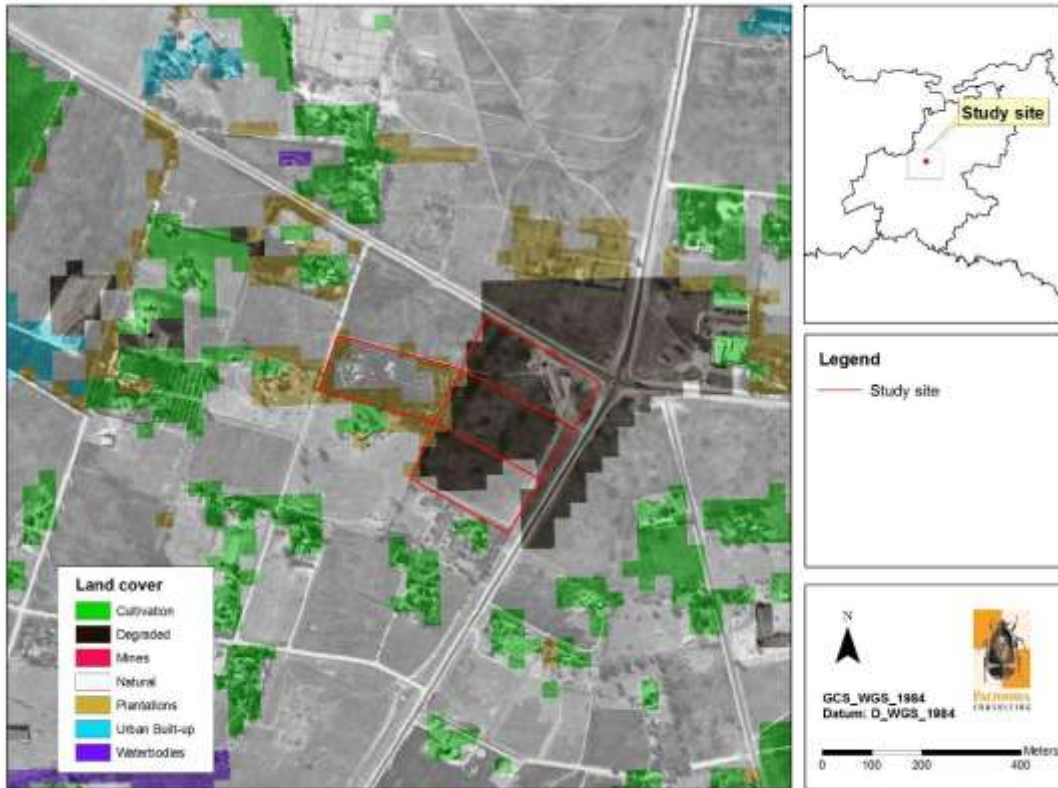 Study site
Legend
Study site
Land cover
Cultivation
Degraded
Mines
Natural
Plantations
Urban Built-up
Waterbodies
N
GCS_WGS_1984
Datum: D_WGS_1984
CONSULTING
Meters
0 100 200 400